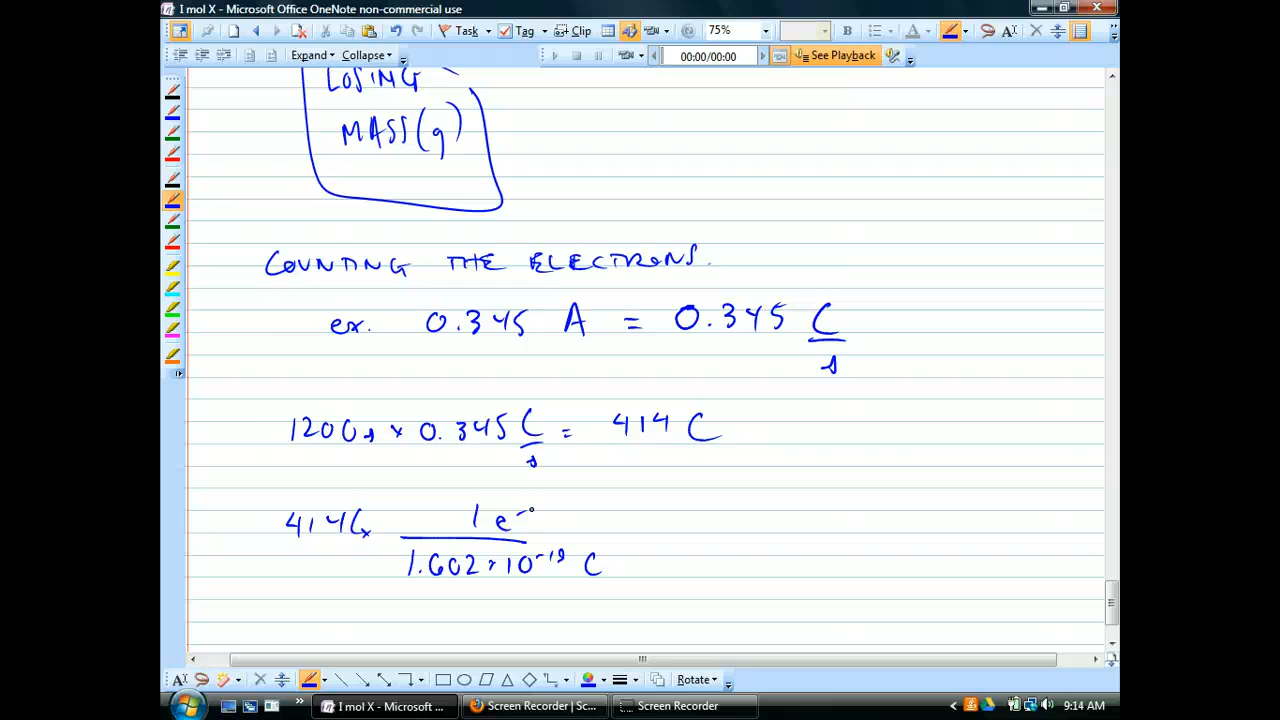 I mol X - Microsoft Office OneNote non-commercial use
Task Tag Clip 75% B A
Expand Collapse 00:00/00:00 See Playback
LOSING
MASS(g)
COUNTING THE ELECTRONS.
ex. 0.345 A = 0.345 C/s
1200s × 0.345 C/s = 414 C
414C× 1 e⁻
1.602×10⁻¹⁹ C
Rotate
I mol X - Microsoft ... Screen Recorder | Sc... Screen Recorder 9:14 AM